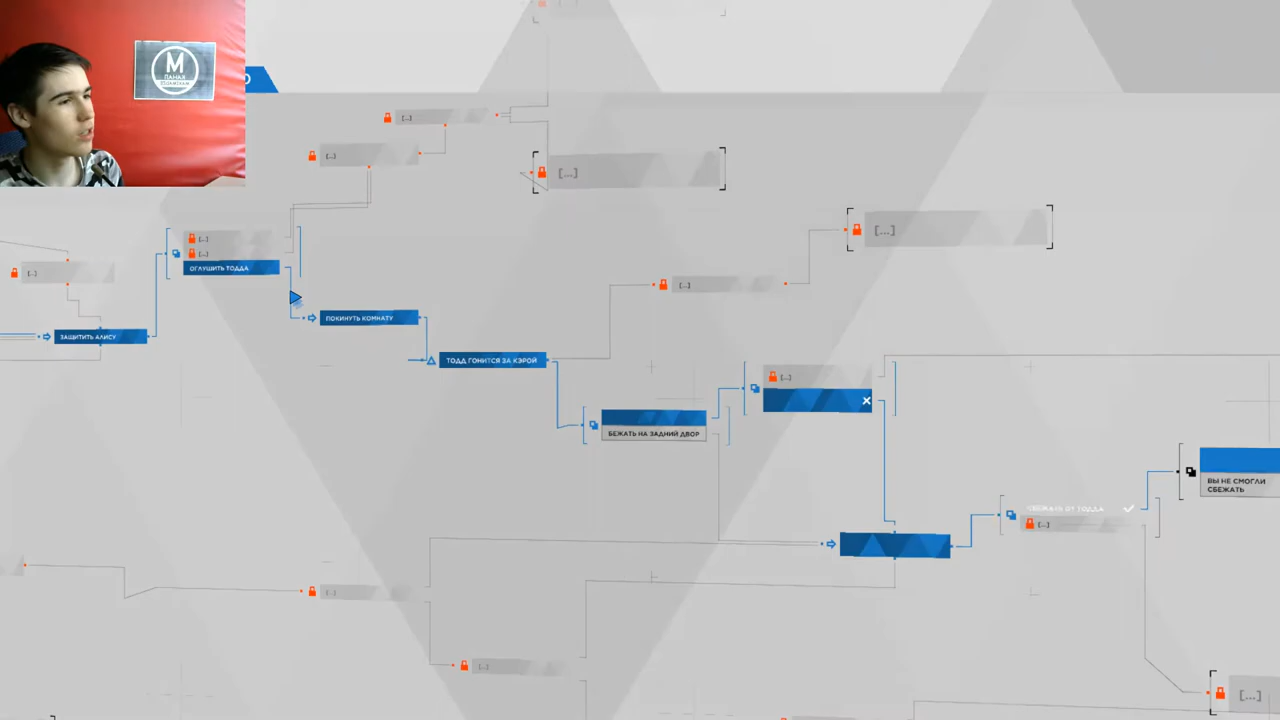 М
ПАНАЯ
О
[...]
[...]
[...]
[...]
[...]
[...]
ОГЛУШИТЬ ТОДДА
[...]
ПОКИНУТЬ КОМНАТУ
ЗАЩИТИТЬ АЛИСУ
[...]
ТОДД ГОНИТСЯ ЗА КЭРОЙ
[...]
БЕЖАТЬ НА ЗАДНИЙ ДВОР
ВЫ НЕ СМОГЛИ
СБЕЖАТЬ
СБЕЖАТЬ ОТ ТОДДА
[...]
[...]
[...]
[...]